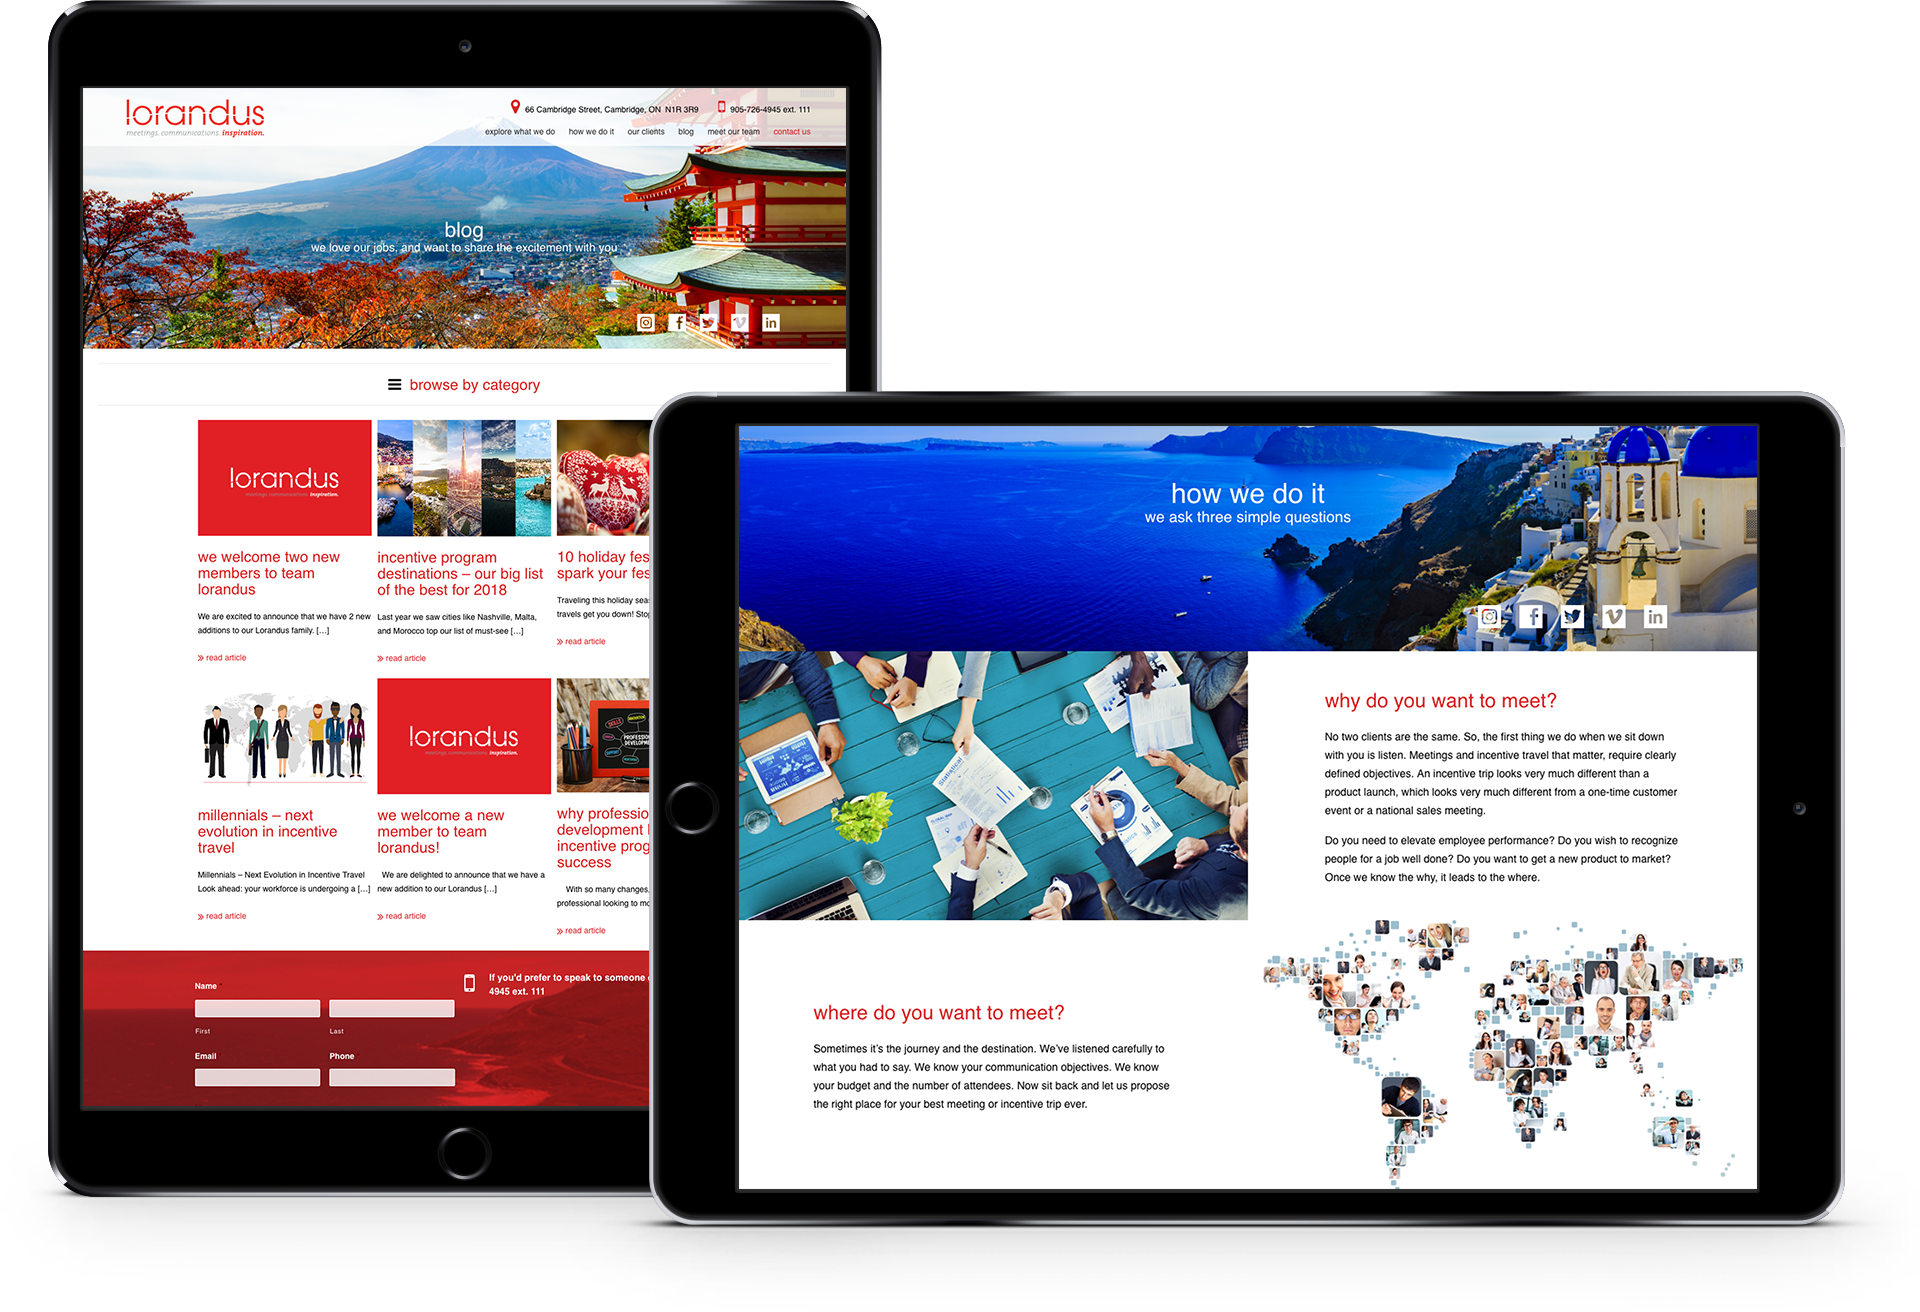 lorandus
meetings. communications. inspiration.
66 Cambridge Street, Cambridge, ON N1R 3R9
905-726-4945 ext. 111
explore what we do
how we do it
our clients
blog
meet our team
contact us
blog
we love our jobs, and want to share the excitement with you
browse by category
lorandus
meetings. communications. inspiration.
we welcome two new
members to team
lorandus
We are excited to announce that we have 2 new
additions to our Lorandus family. [...]
» read article
incentive program
destinations – our big list
of the best for 2018
Last year we saw cities like Nashville, Malta,
and Morocco top our list of must-see [...]
» read article
10 holiday fes
spark your fes
Traveling this holiday sea
travels get you down! Stop
» read article
millennials – next
evolution in incentive
travel
Millennials – Next Evolution in Incentive Travel
Look ahead: your workforce is undergoing a [...]
» read article
lorandus
meetings. communications. inspiration.
we welcome a new
member to team
lorandus!
We are delighted to announce that we have a
new addition to our Lorandus [...]
» read article
SKILLS
PROFESSION
DEVELOPM
why professio
development
incentive prog
success
With so many changes,
professional looking to mo
» read article
Name
First
Last
Email
Phone
If you'd prefer to speak to someone
4945 ext. 111
how we do it
we ask three simple questions
Statistical
why do you want to meet?
No two clients are the same. So, the first thing we do when we sit down
with you is listen. Meetings and incentive travel that matter, require clearly
defined objectives. An incentive trip looks very much different than a
product launch, which looks very much different from a one-time customer
event or a national sales meeting.
Do you need to elevate employee performance? Do you wish to recognize
people for a job well done? Do you want to get a new product to market?
Once we know the why, it leads to the where.
where do you want to meet?
Sometimes it's the journey and the destination. We've listened carefully to
what you had to say. We know your communication objectives. We know
your budget and the number of attendees. Now sit back and let us propose
the right place for your best meeting or incentive trip ever.